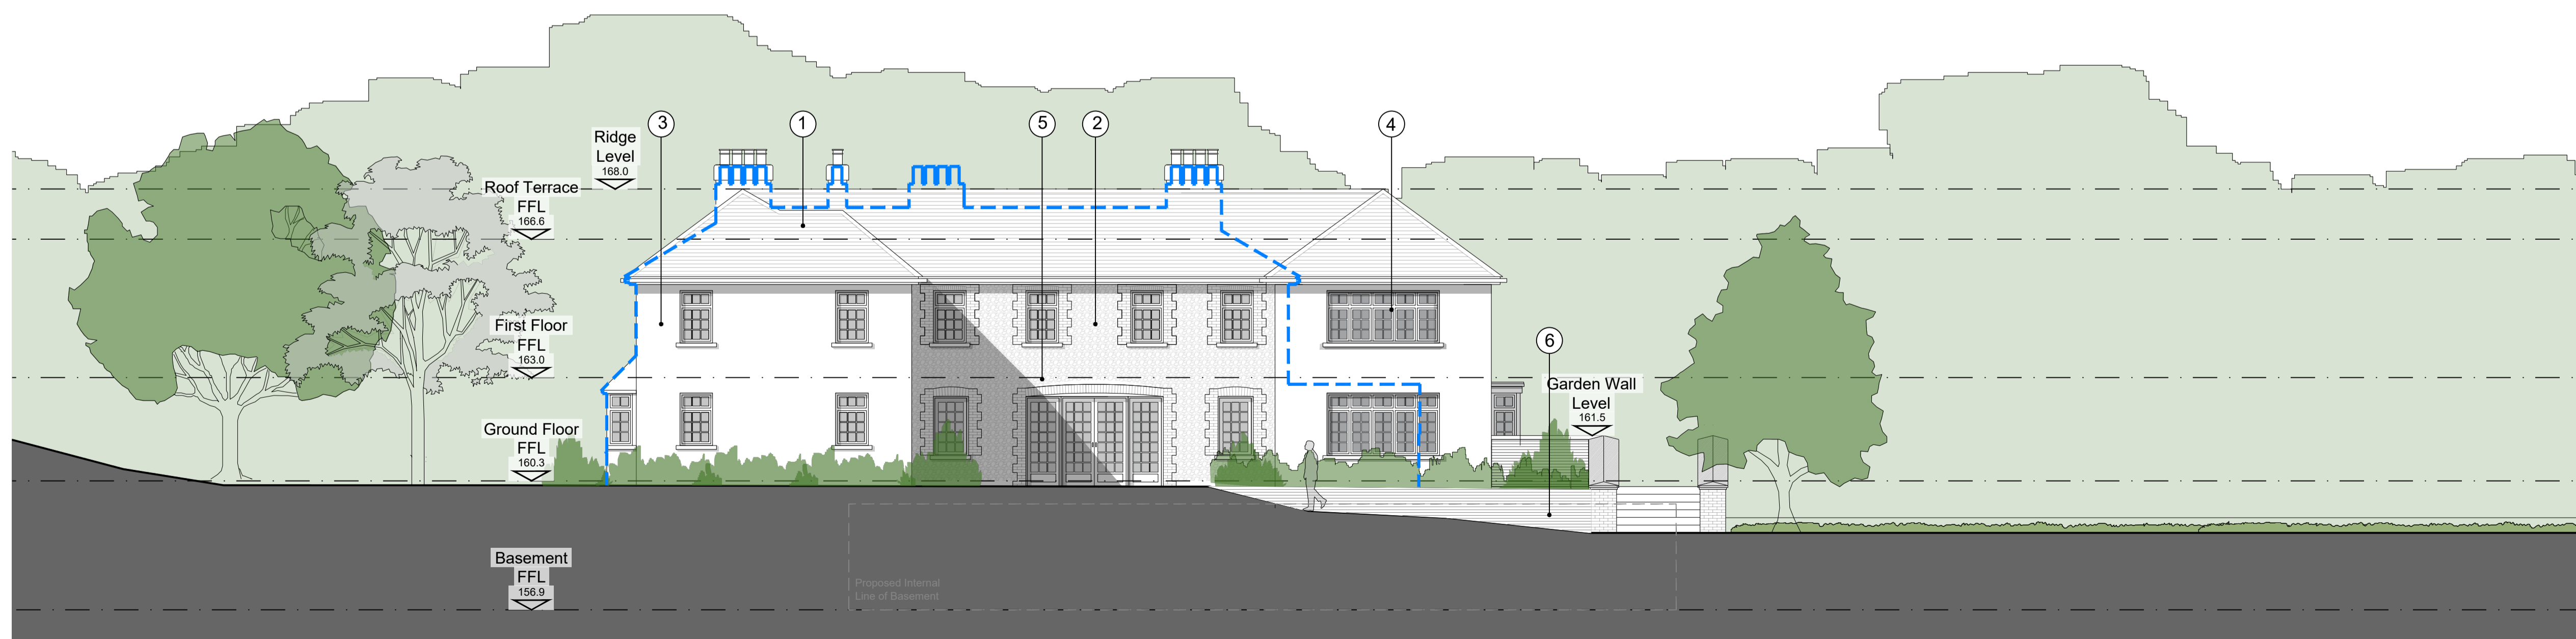 3
1
5
2
4
Ridge
Level
168.0
Roof Terrace
FFL
166.6
First Floor
FFL
163.0
6
Garden Wall
Level
161.5
Ground Floor
FFL
160.3
Basement
FFL
156.9
Proposed Internal
Line of Basement